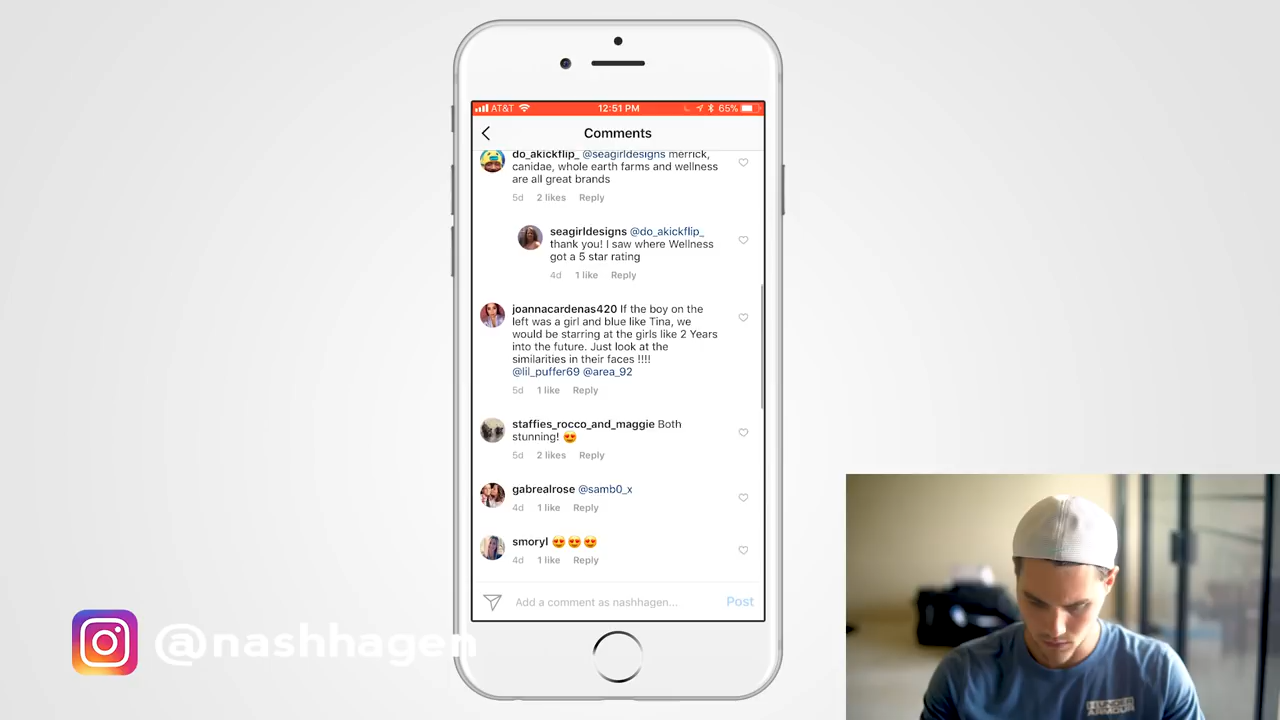 AT&T 12:51 PM 65%
Comments
do_akickflip_ @seagirldesigns merrick,
canidae, whole earth farms and wellness
are all great brands
5d 2 likes Reply
seagirldesigns @do_akickflip_
thank you! I saw where Wellness
got a 5 star rating
4d 1 like Reply
joannacardenas420 If the boy on the
left was a girl and blue like Tina, we
would be starring at the girls like 2 Years
into the future. Just look at the
similarities in their faces !!!!
@lil_puffer69 @area_92
5d 1 like Reply
staffies_rocco_and_maggie Both
stunning! 😍
5d 2 likes Reply
gabrealrose @samb0_x
4d 1 like Reply
smoryl 😍😍😍
4d 1 like Reply
Add a comment as nashhagen... Post
@nashhagen
UNDER
ARMOUR